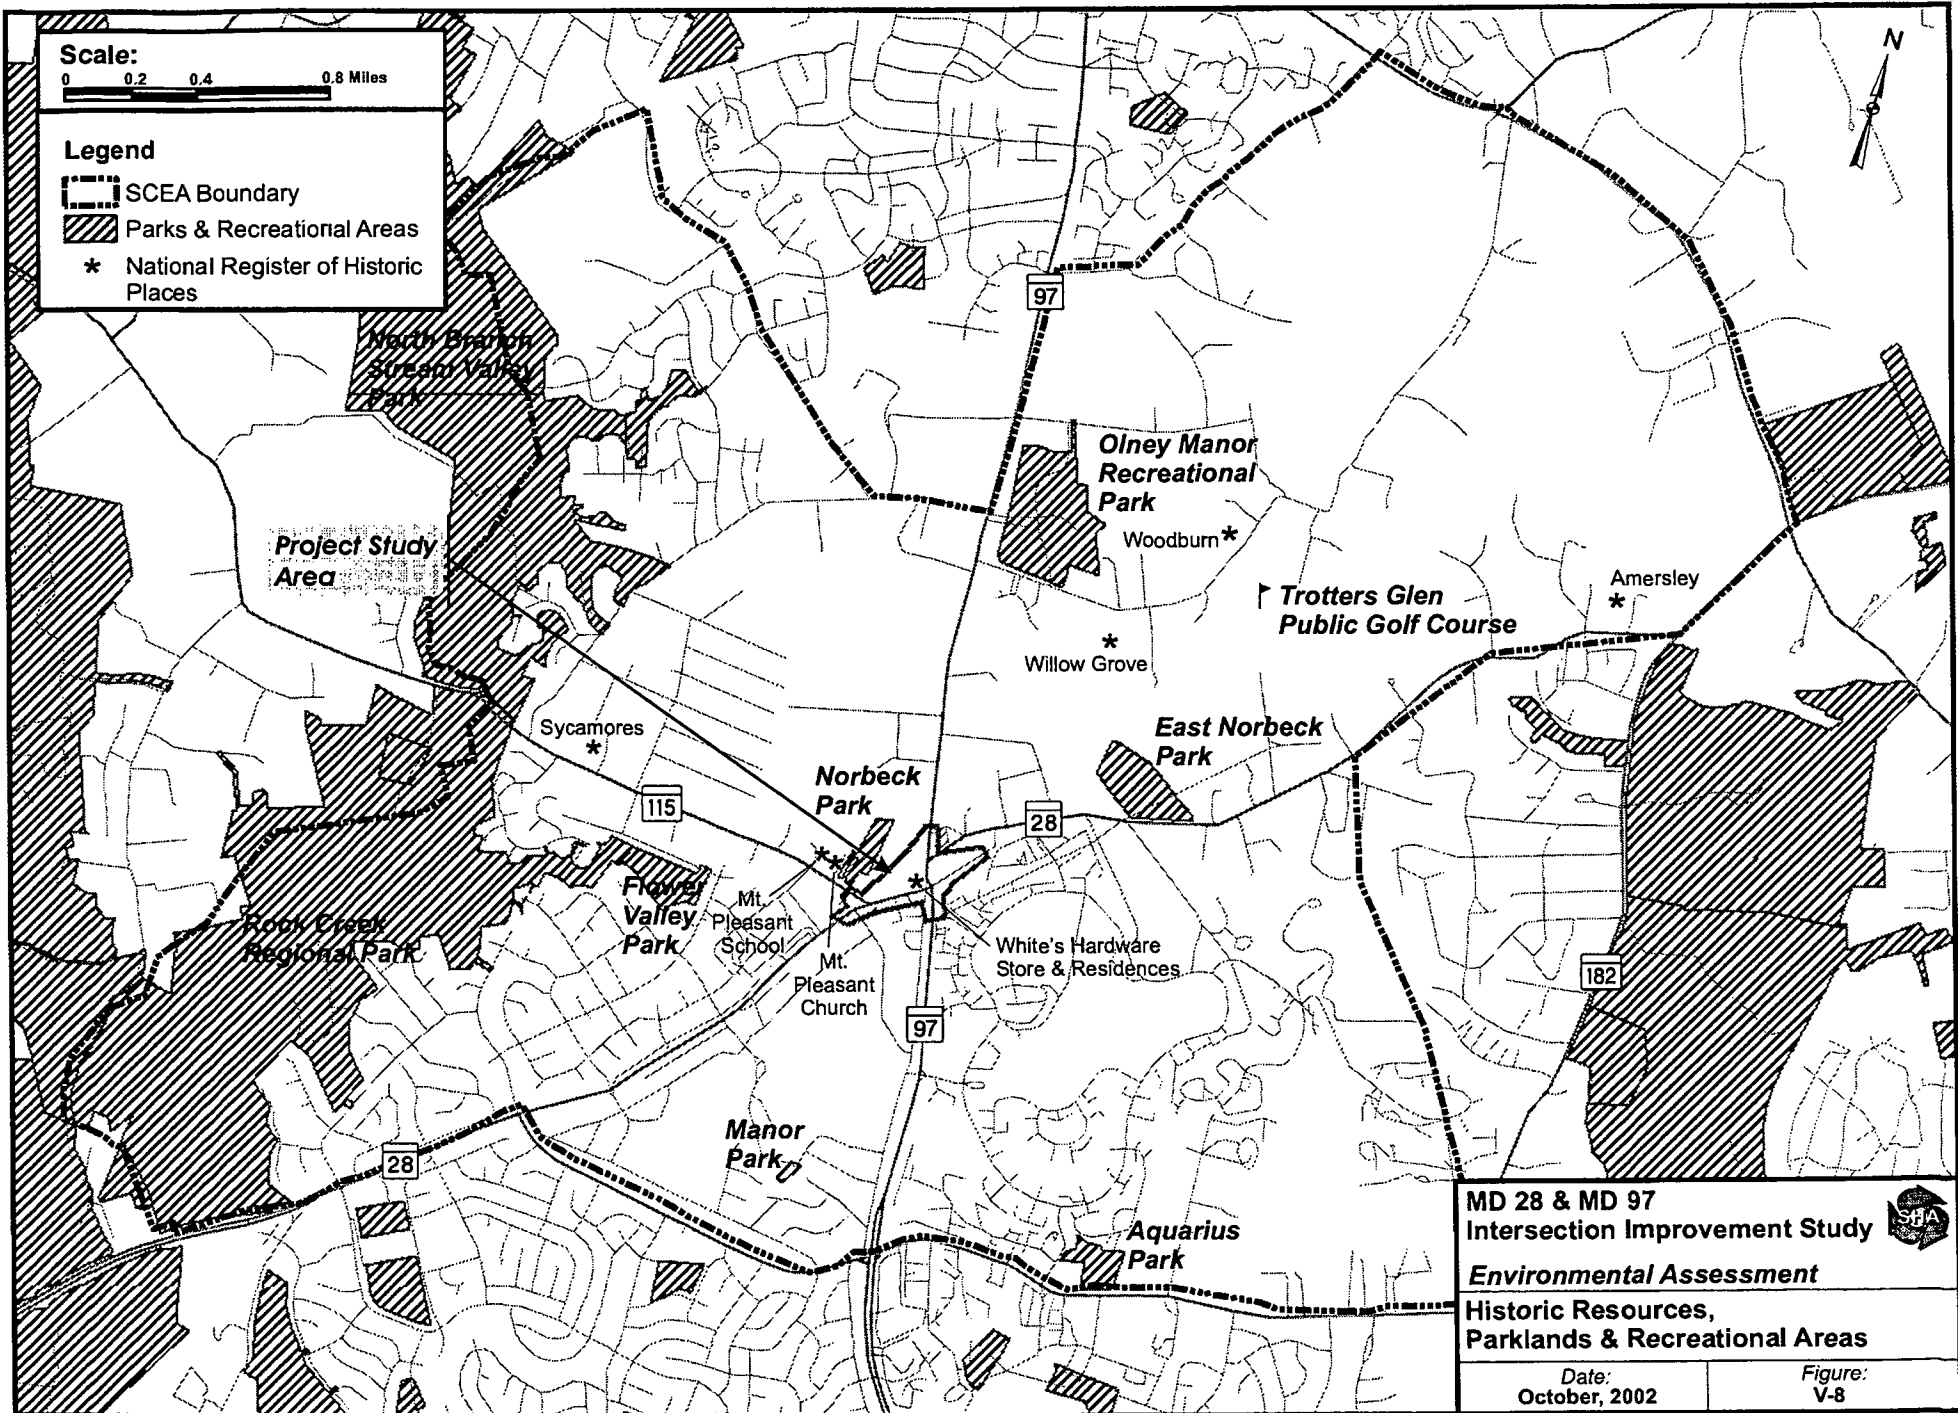 Scale:
0 0.2 0.4 0.8 Miles
Legend
SCEA Boundary
Parks & Recreational Areas
* National Register of Historic
Places
N
97
North Branch
Stream Valley
Park
Olney Manor
Recreational
Park
Woodburn*
Project Study
Area
Trotters Glen
Public Golf Course
Amersley
*
*
Willow Grove
Sycamores
*
East Norbeck
Park
Norbeck
Park
115
28
**
*
Flower
Valley
Park
Mt.
Pleasant
School
Mt.
Pleasant
Church
White's Hardware
Store & Residences
Rock Creek
Regional Park
182
97
Manor
Park
28
Aquarius
Park
MD 28 & MD 97
Intersection Improvement Study
SHA
Environmental Assessment
Historic Resources,
Parklands & Recreational Areas
Date:
October, 2002
Figure:
V-8